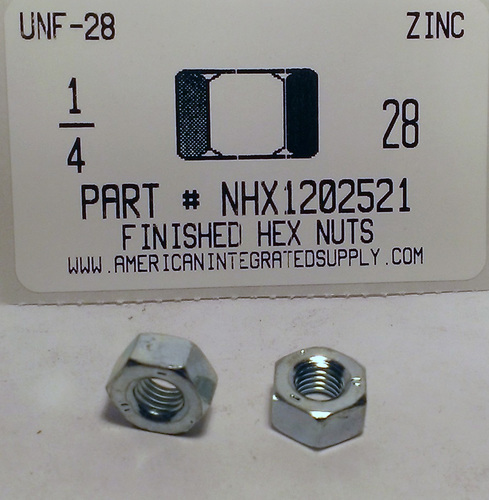 UNF-28 ZINC
1/4 28
PART # NHX1202521
FINISHED HEX NUTS
WWW.AMERICANINTEGRATEDSUPPLY.COM